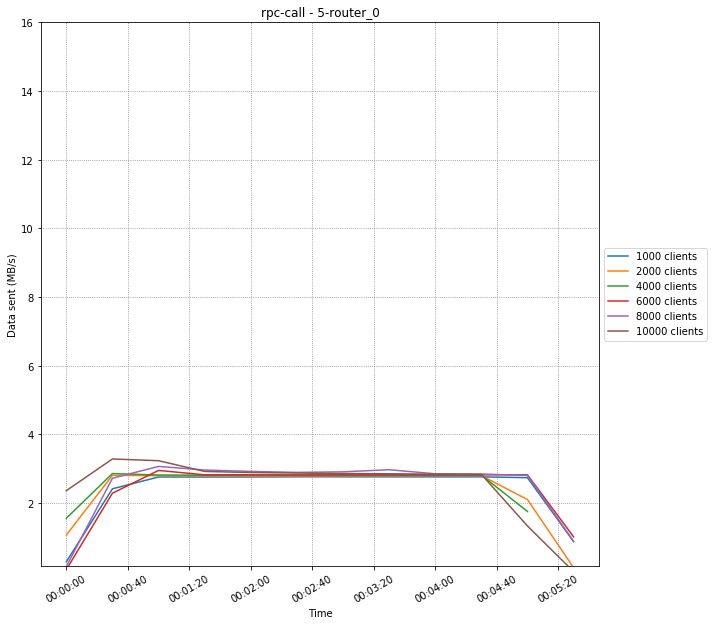 rpc-call - 5-router_0
16
14
12
10
8
6
4
2
Data sent (MB/s)
00:00:00
00:00:40
00:01:20
00:02:00
00:02:40
00:03:20
00:04:00
00:04:40
00:05:20
Time
1000 clients
2000 clients
4000 clients
6000 clients
8000 clients
10000 clients